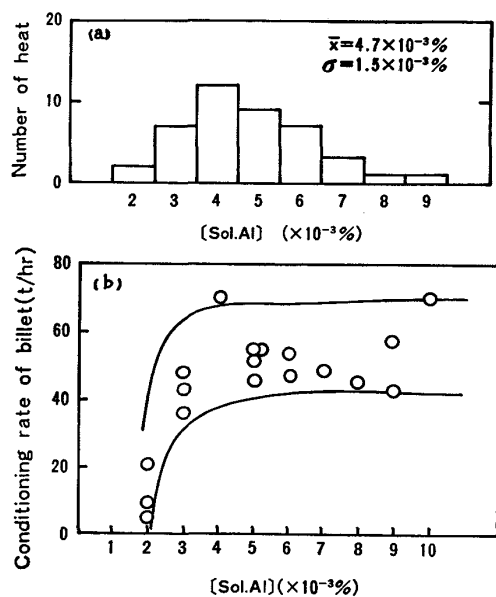 (a)
x̄=4.7×10⁻³%
σ=1.5×10⁻³%
Number of heat
20
10
0
2 3 4 5 6 7 8 9
[Sol.Al] (×10⁻³%)
(b)
Conditioning rate of billet(t/hr)
80
60
40
20
0
1 2 3 4 5 6 7 8 9 10
[Sol.Al](×10⁻³%)